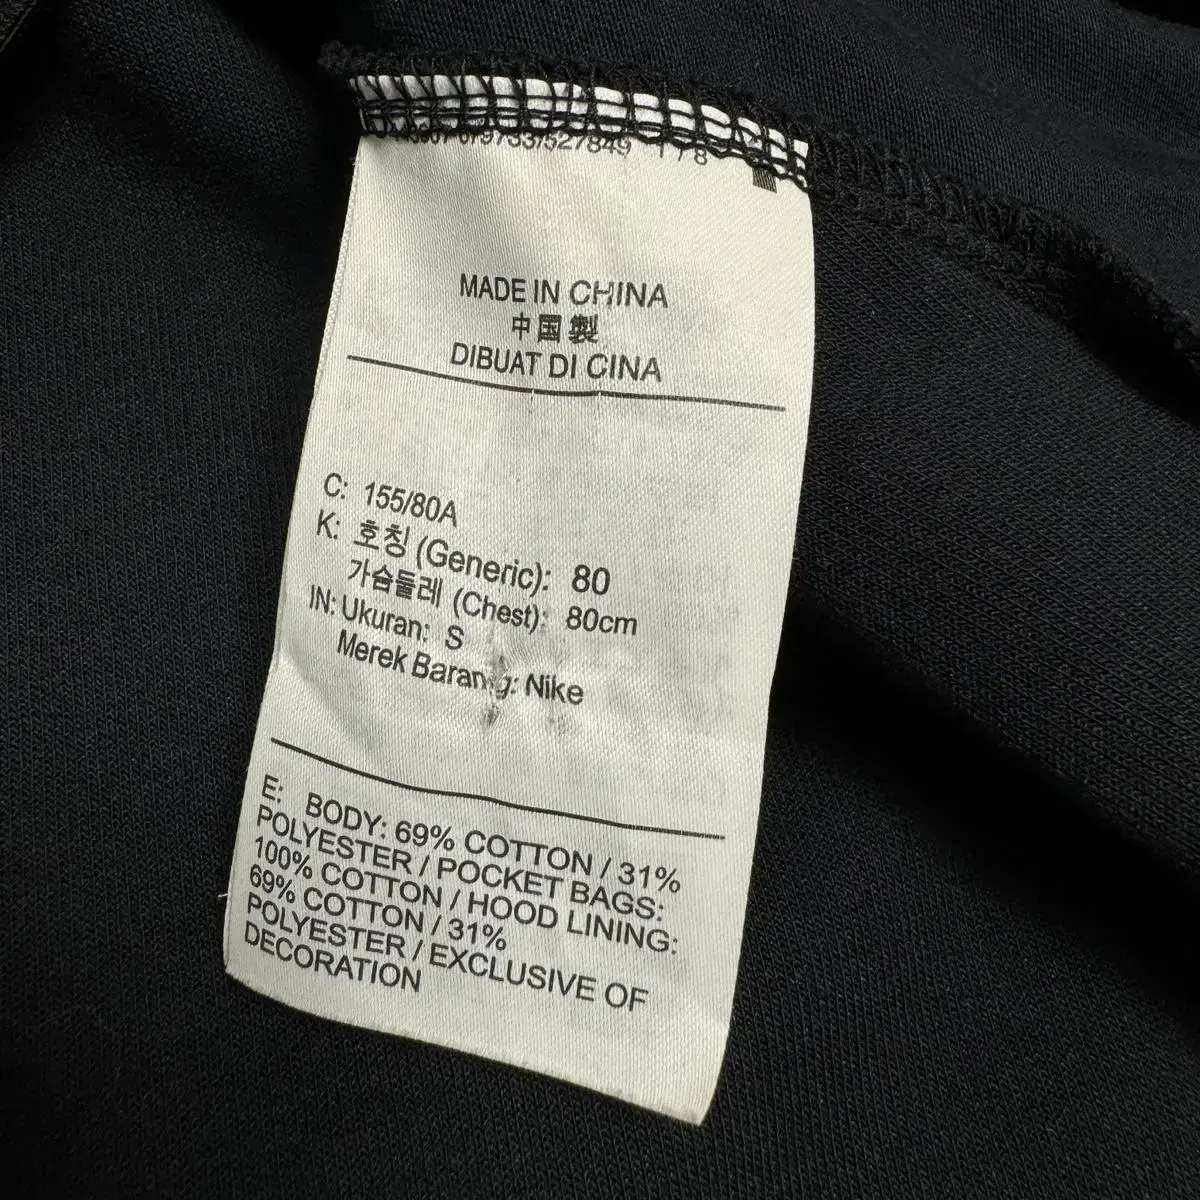 MADE IN CHINA
中国製
DIBUAT DI CINA
C: 155/80A
K: 호칭 (Generic): 80
가슴둘레 (Chest): 80cm
IN: Ukuran: S
Merek Barang: Nike
E: BODY: 69% COTTON / 31%
POLYESTER / POCKET BAGS:
100% COTTON / HOOD LINING:
69% COTTON / 31%
POLYESTER / EXCLUSIVE OF
DECORATION